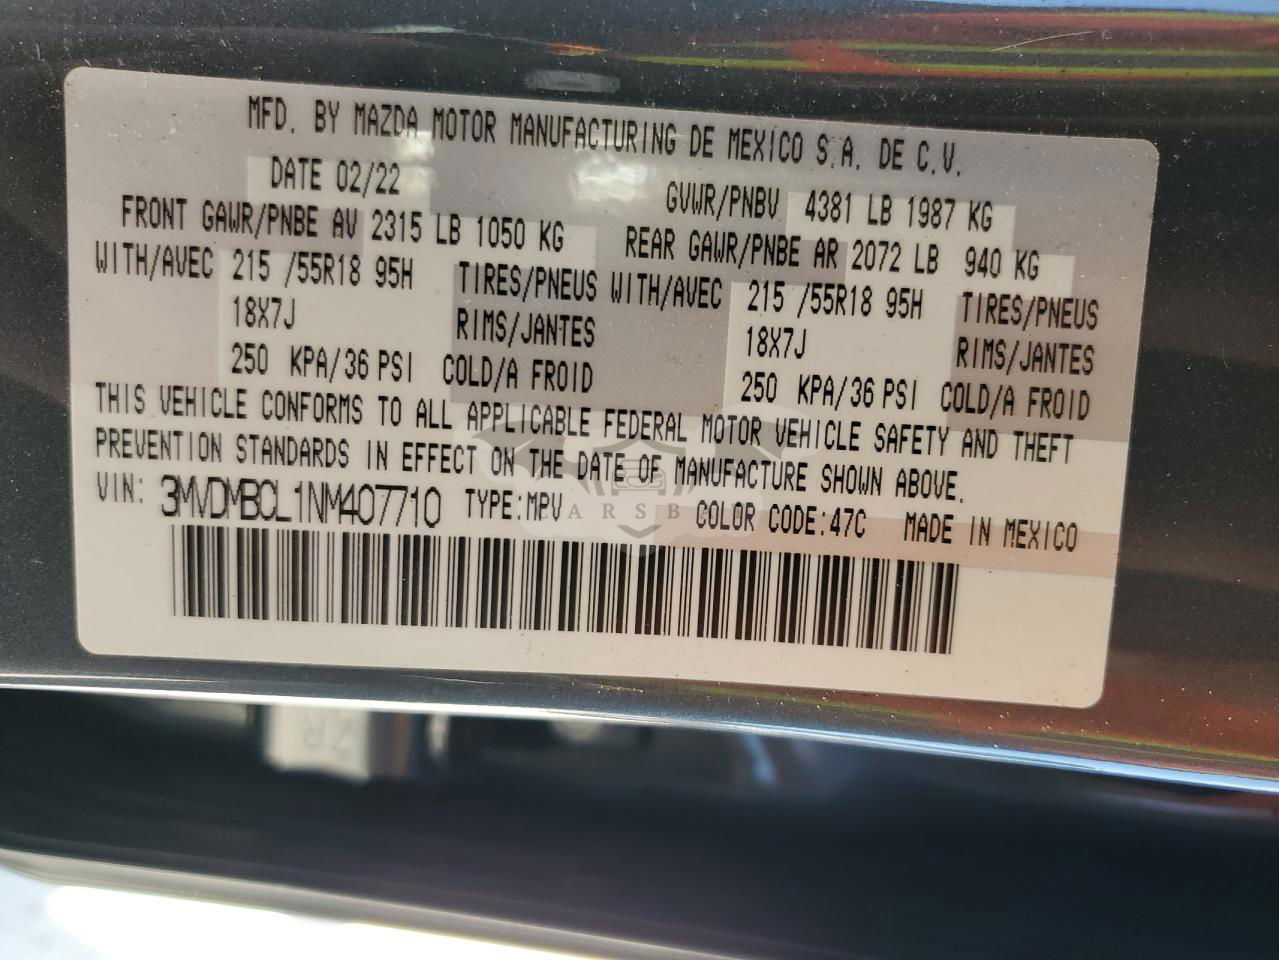 MFD. BY MAZDA MOTOR MANUFACTURING DE MEXICO S.A. DE C.V.
DATE 02/22 GVWR/PNBV 4381 LB 1987 KG
FRONT GAWR/PNBE AV 2315 LB 1050 KG REAR GAWR/PNBE AR 2072 LB 940 KG
WITH/AVEC 215 /55R18 95H TIRES/PNEUS WITH/AVEC 215 /55R18 95H TIRES/PNEUS
18X7J RIMS/JANTES 18X7J RIMS/JANTES
250 KPA/36 PSI COLD/A FROID 250 KPA/36 PSI COLD/A FROID
THIS VEHICLE CONFORMS TO ALL APPLICABLE FEDERAL MOTOR VEHICLE SAFETY AND THEFT
PREVENTION STANDARDS IN EFFECT ON THE DATE OF MANUFACTURE SHOWN ABOVE.
VIN: 3MVDMBCL1NM407710 TYPE:MPV COLOR CODE:47C MADE IN MEXICO